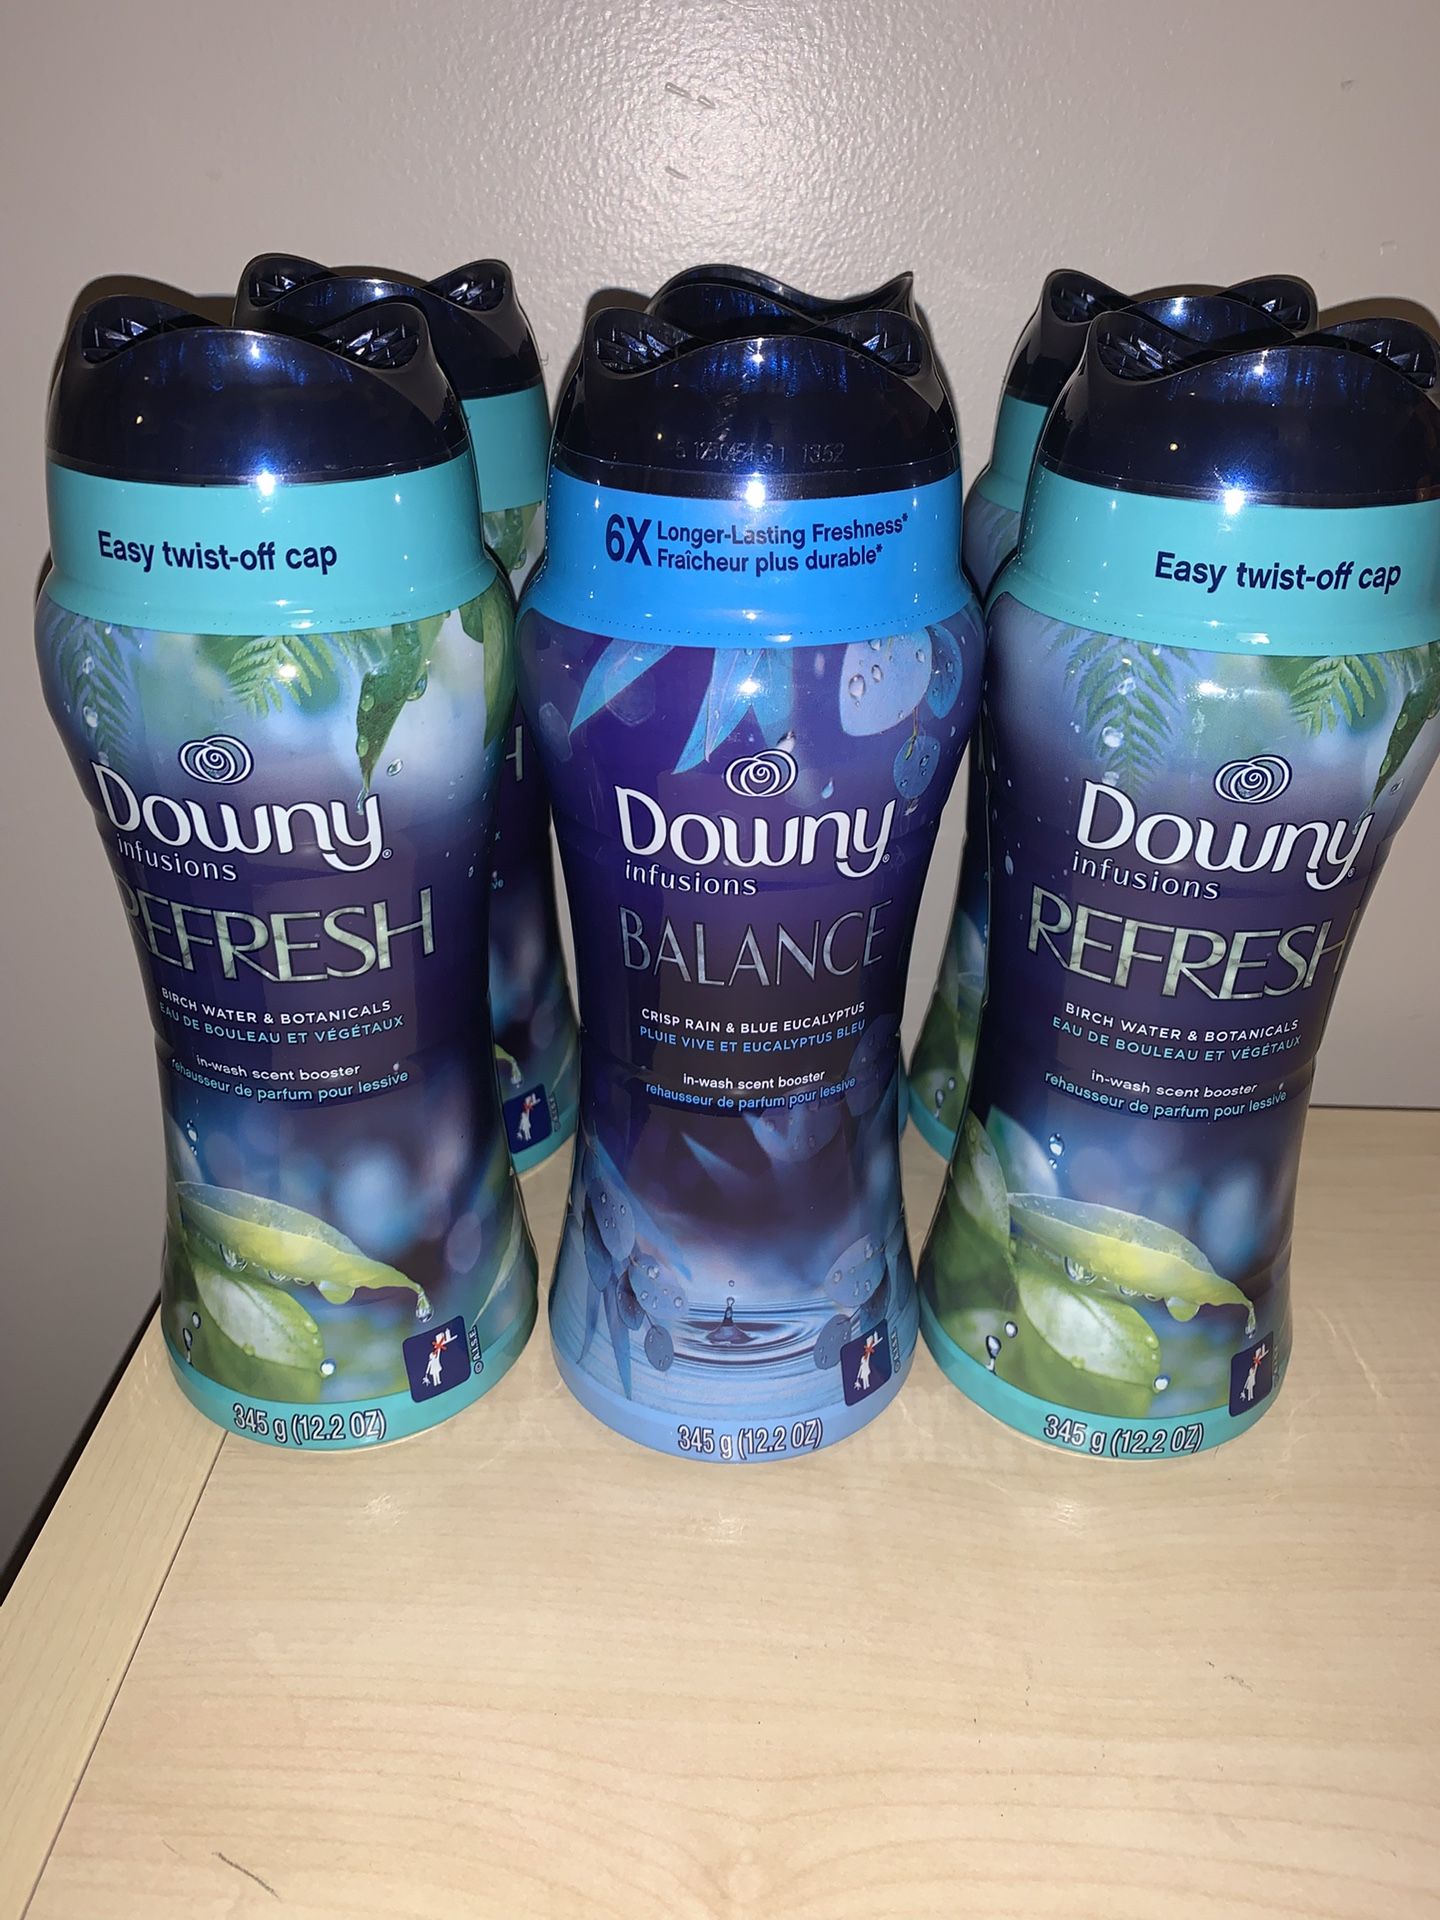 Easy twist-off cap
Downy
infusions
REFRESH
BIRCH WATER & BOTANICALS
EAU DE BOULEAU ET VÉGÉTAUX
in-wash scent booster
rehausseur de parfum pour lessive
345 g (12.2 OZ)
6X Longer-Lasting Freshness*
Fraîcheur plus durable*
Downy
infusions
BALANCE
CRISP RAIN & BLUE EUCALYPTUS
PLUIE VIVE ET EUCALYPTUS BLEU
in-wash scent booster
rehausseur de parfum pour lessive
345 g (12.2 OZ)
Easy twist-off cap
Downy
infusions
REFRESH
BIRCH WATER & BOTANICALS
EAU DE BOULEAU ET VÉGÉTAUX
in-wash scent booster
rehausseur de parfum pour lessive
345 g (12.2 OZ)